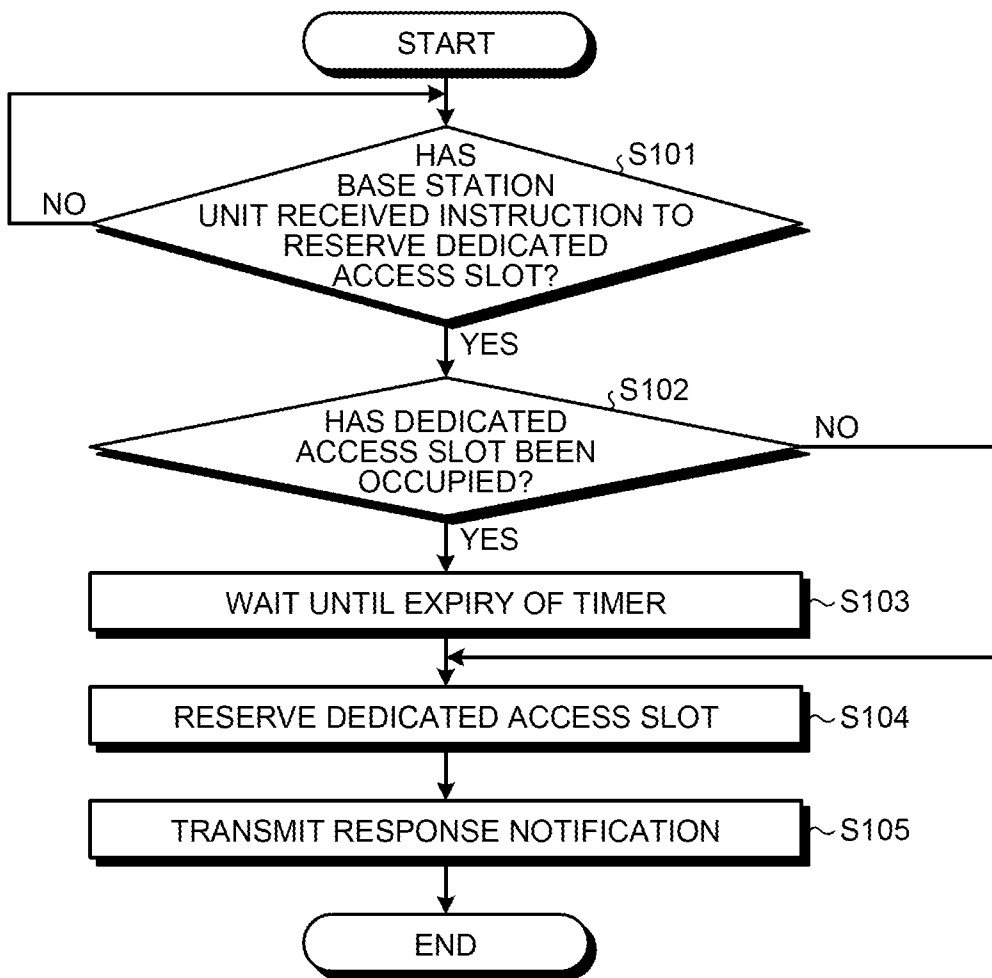 START
S101
HAS
BASE STATION
UNIT RECEIVED INSTRUCTION TO
RESERVE DEDICATED
ACCESS SLOT?
NO
YES
S102
HAS DEDICATED
ACCESS SLOT BEEN
OCCUPIED?
NO
YES
WAIT UNTIL EXPIRY OF TIMER
S103
RESERVE DEDICATED ACCESS SLOT
S104
TRANSMIT RESPONSE NOTIFICATION
S105
END